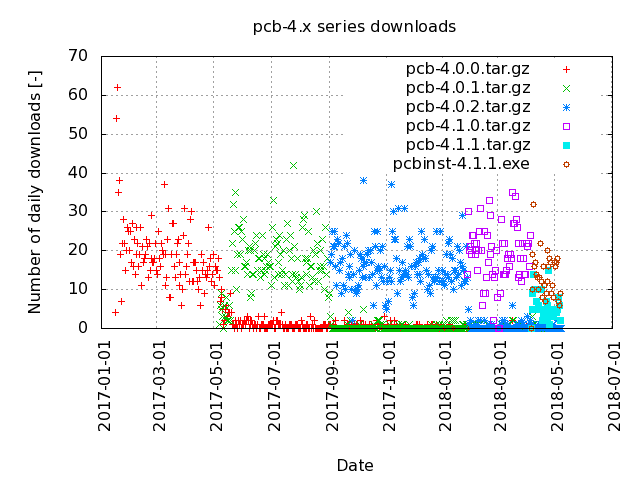 pcb-4.x series downloads
Number of daily downloads [-]
70
60
50
40
30
20
10
0
pcb-4.0.0.tar.gz
pcb-4.0.1.tar.gz
pcb-4.0.2.tar.gz
pcb-4.1.0.tar.gz
pcb-4.1.1.tar.gz
pcbinst-4.1.1.exe
2017-01-01
2017-03-01
2017-05-01
2017-07-01
2017-09-01
2017-11-01
2018-01-01
2018-03-01
2018-05-01
2018-07-01
Date